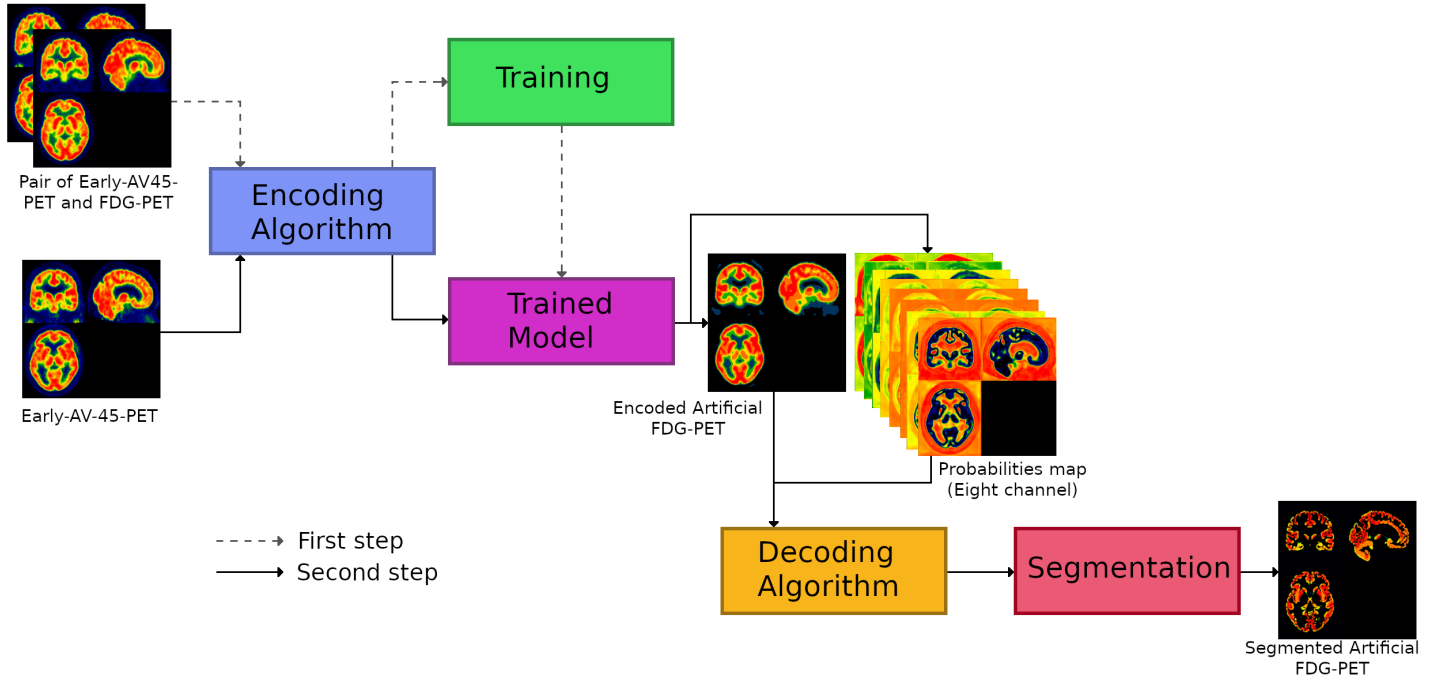 Training
Pair of Early-AV45-
PET and FDG-PET
Encoding
Algorithm
Trained
Model
Early-AV-45-PET
Encoded Artificial
FDG-PET
Probabilities map
(Eight channel)
First step
Second step
Decoding
Algorithm
Segmentation
Segmented Artificial
FDG-PET